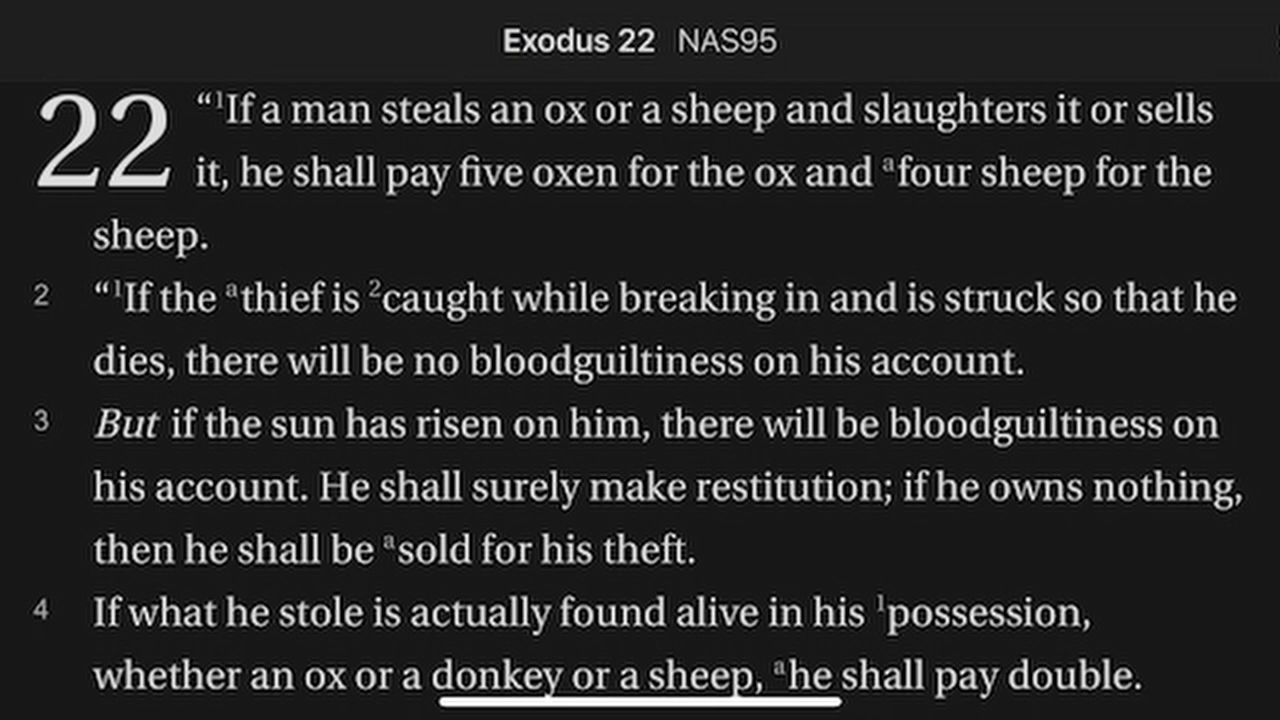 Exodus 22 NAS95
22 “¹If a man steals an ox or a sheep and slaughters it or sells
it, he shall pay five oxen for the ox and ᵃfour sheep for the
sheep.
2 “¹If the ᵃthief is ²caught while breaking in and is struck so that he
dies, there will be no bloodguiltiness on his account.
3 But if the sun has risen on him, there will be bloodguiltiness on
his account. He shall surely make restitution; if he owns nothing,
then he shall be ᵃsold for his theft.
4 If what he stole is actually found alive in his ¹possession,
whether an ox or a donkey or a sheep, ᵃhe shall pay double.